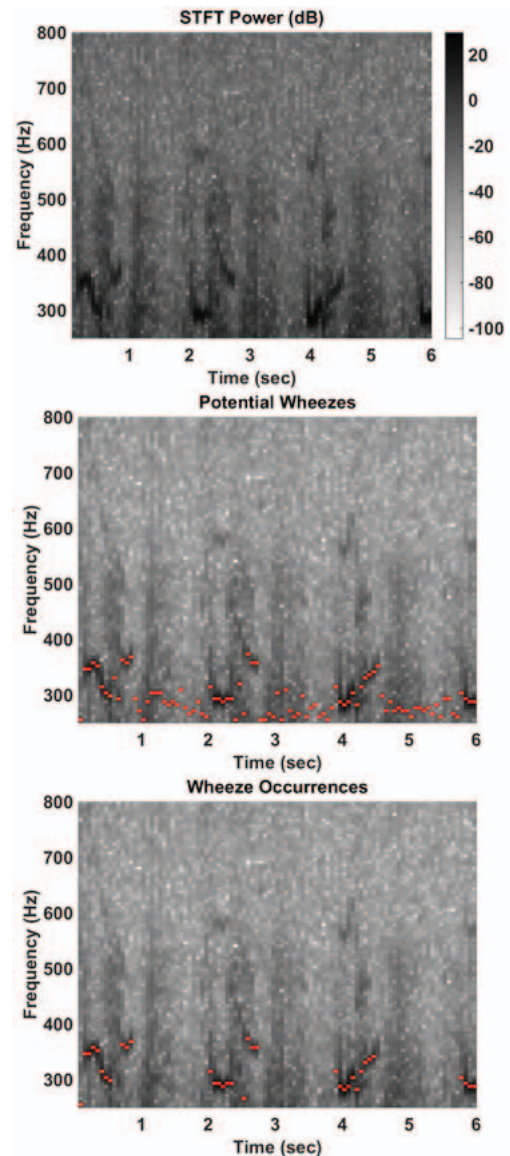 STFT Power (dB)
800
700
600
500
400
300
Frequency (Hz)
1 2 3 4 5 6
Time (sec)
20
0
-20
-40
-60
-80
-100
Potential Wheezes
800
700
600
500
400
300
Frequency (Hz)
1 2 3 4 5 6
Time (sec)
Wheeze Occurrences
800
700
600
500
400
300
Frequency (Hz)
1 2 3 4 5 6
Time (sec)